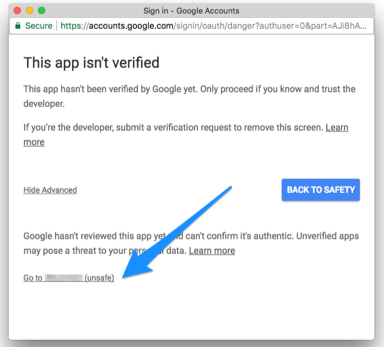 Sign in - Google Accounts
Secure | https://accounts.google.com/signin/oauth/danger?authuser=0&part=AJi8hA...
This app isn't verified
This app hasn't been verified by Google yet. Only proceed if you know and trust the
developer.
If you're the developer, submit a verification request to remove this screen. Learn
more
Hide Advanced
BACK TO SAFETY
Google hasn't reviewed this app yet and can't confirm it's authentic. Unverified apps
may pose a threat to your personal data. Learn more
Go to (unsafe)